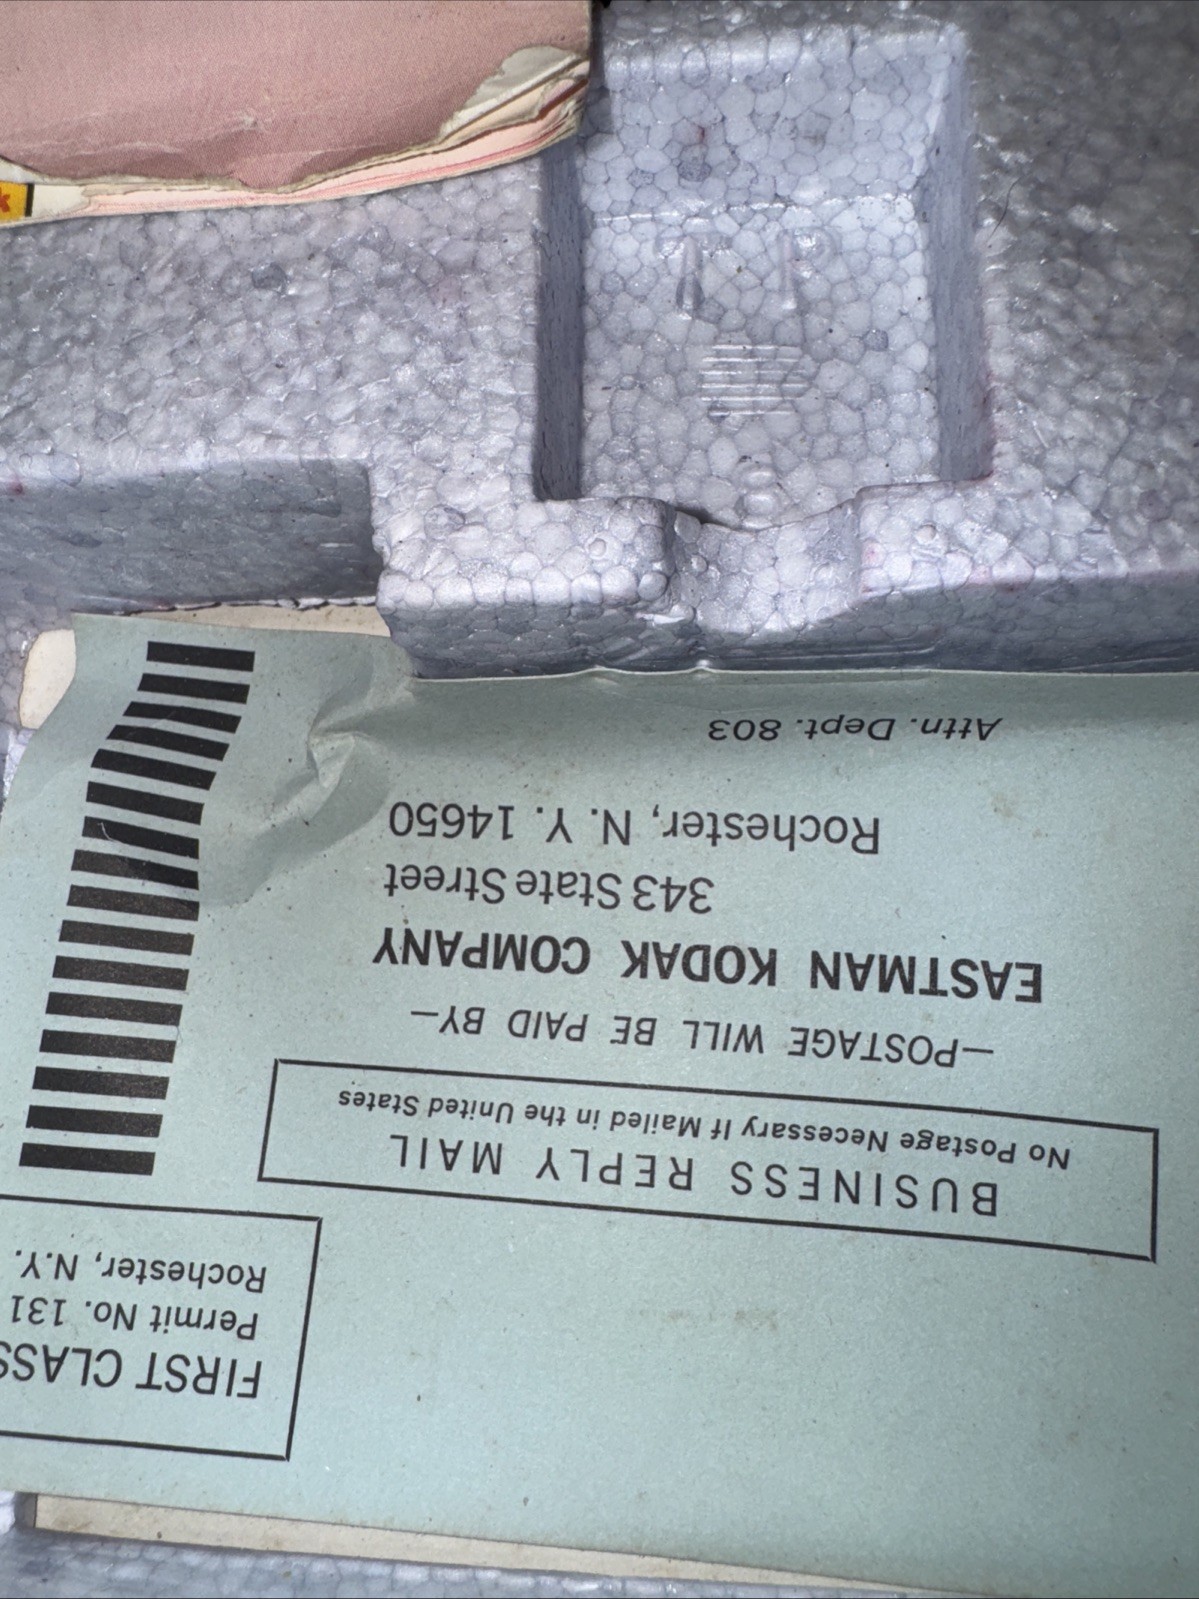 FIRST CLASS
Permit No. 131
Rochester, N.Y.
BUSINESS REPLY MAIL
No Postage Necessary If Mailed in the United States
—POSTAGE WILL BE PAID BY—
EASTMAN KODAK COMPANY
343 State Street
Rochester, N. Y. 14650
Attn. Dept. 803